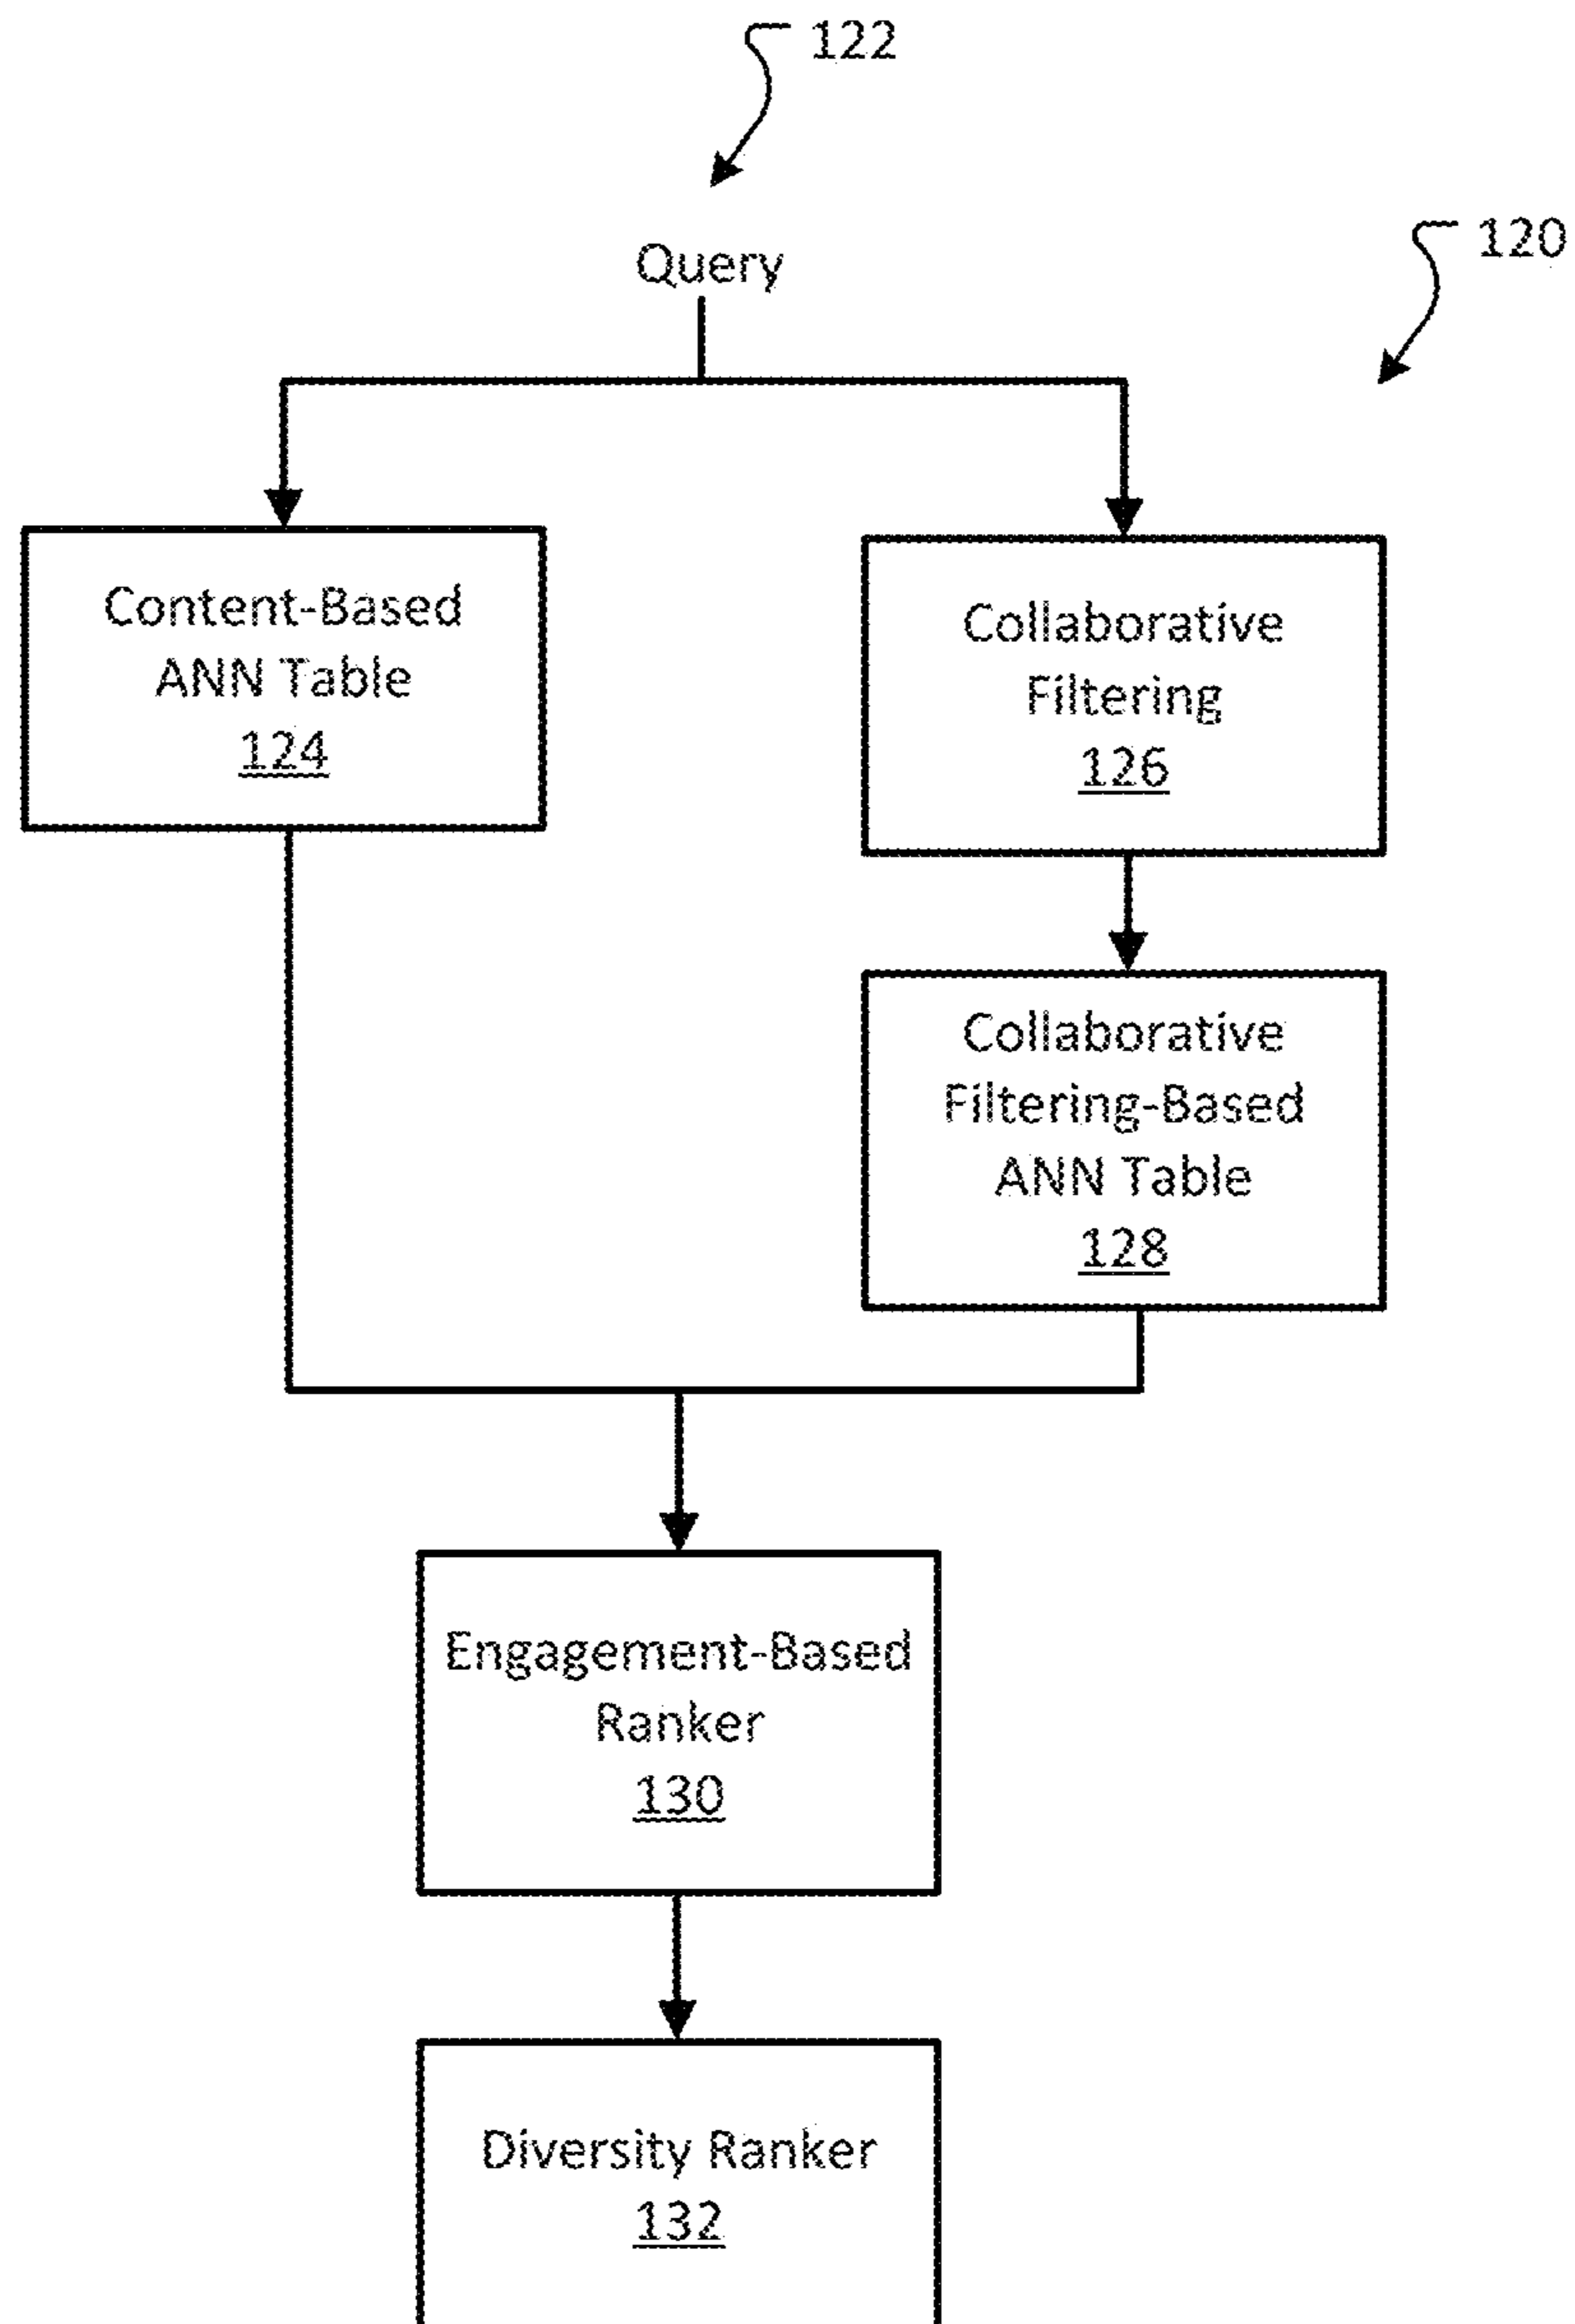 122
120
Query
Content-Based
ANN Table
124
Collaborative
Filtering
126
Collaborative
Filtering-Based
ANN Table
128
Engagement-Based
Ranker
130
Diversity Ranker
132